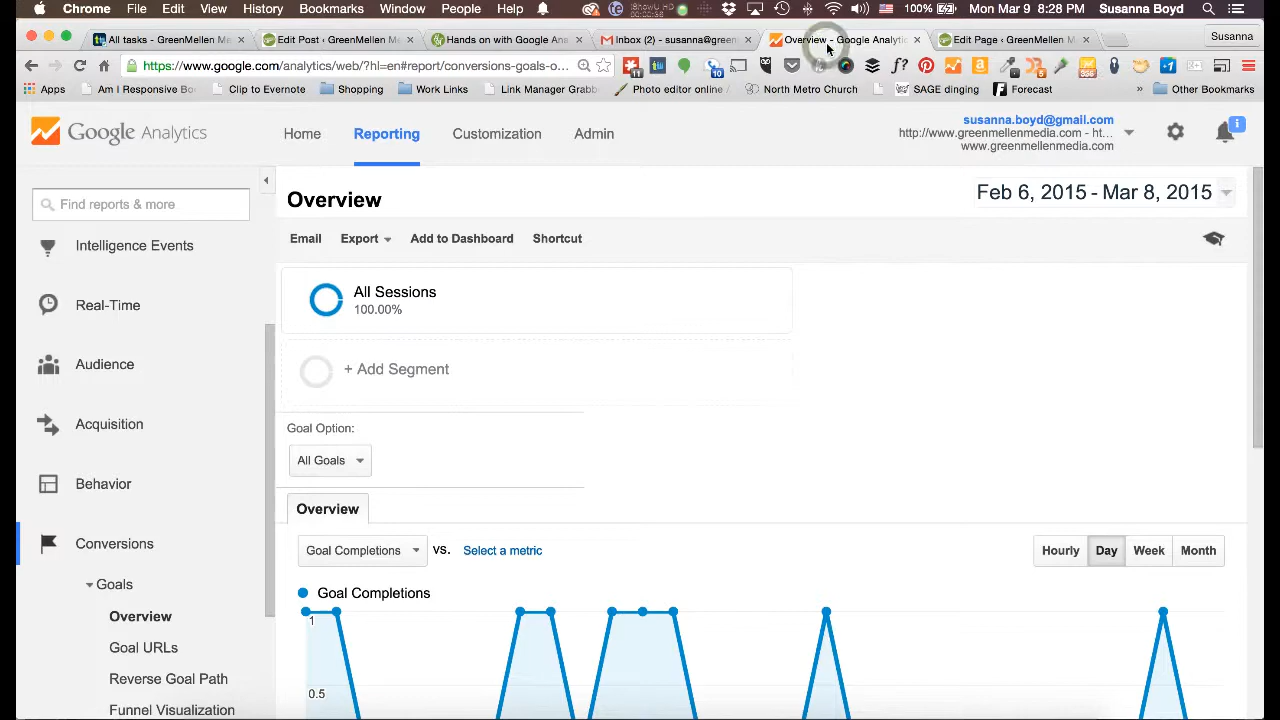 Chrome File Edit View History Bookmarks Window People Help 100% Mon Mar 9 8:28 PM Susanna Boyd
All tasks ‹ GreenMellen Me Edit Post ‹ GreenMellen M Hands on with Google Inbox (2) - susanna@green Overview - Google Analytic Edit Page ‹ GreenMellen M Susanna
https://www.google.com/analytics/web/?hl=en#report/conversions-goals-o...
Apps Am I Responsive Bo Clip to Evernote Shopping Work Links Link Manager Grabb Photo editor online North Metro Church SAGE dinging Forecast » Other Bookmarks
Google Analytics Home Reporting Customization Admin
susanna.boyd@gmail.com
http://www.greenmellenmedia.com - ht...
www.greenmellenmedia.com
Find reports & more
Intelligence Events
Real-Time
Audience
Acquisition
Behavior
Conversions
Goals
Overview
Goal URLs
Reverse Goal Path
Funnel Visualization
Overview
Feb 6, 2015 - Mar 8, 2015
Email Export Add to Dashboard Shortcut
All Sessions
100.00%
+ Add Segment
Goal Option:
All Goals
Overview
Goal Completions vs. Select a metric
Hourly Day Week Month
Goal Completions
1
0.5